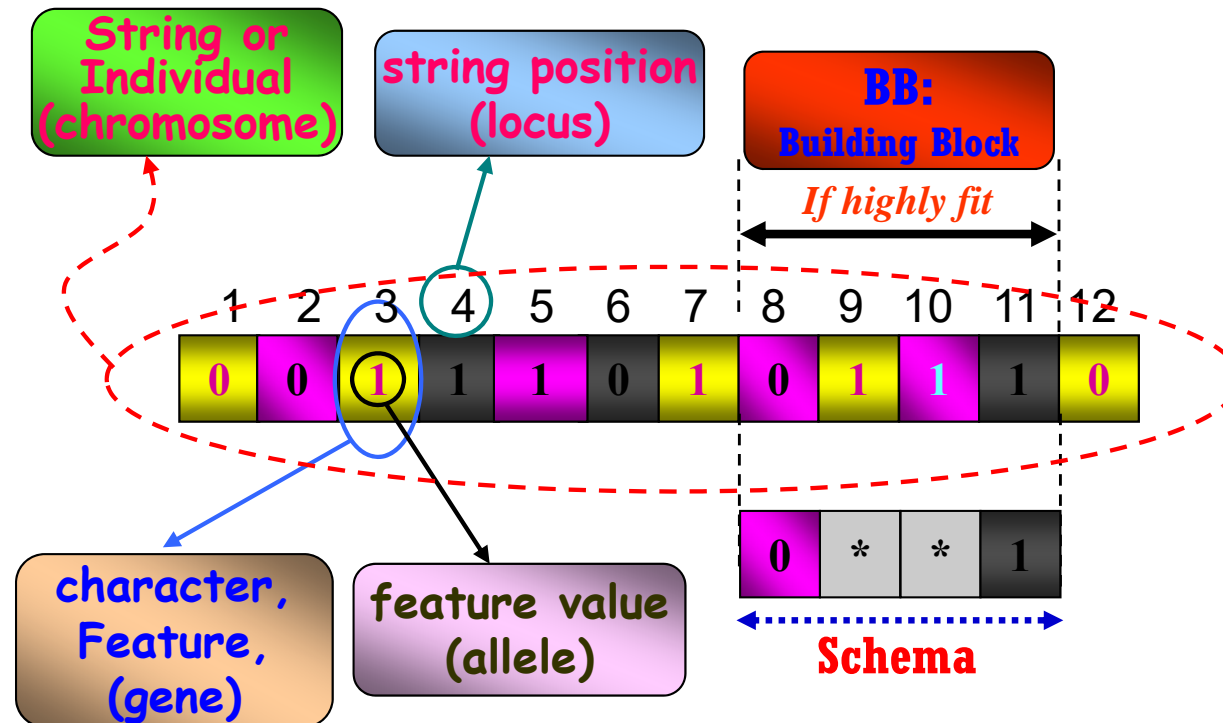 String or
Individual
(chromosome)
string position
(locus)
BB:
Building Block
If highly fit
1 2 3 4 5 6 7 8 9 10 11 12
0 0 1 1 1 0 1 0 1 1 1 0
0 * * 1
Schema
character,
Feature,
(gene)
feature value
(allele)